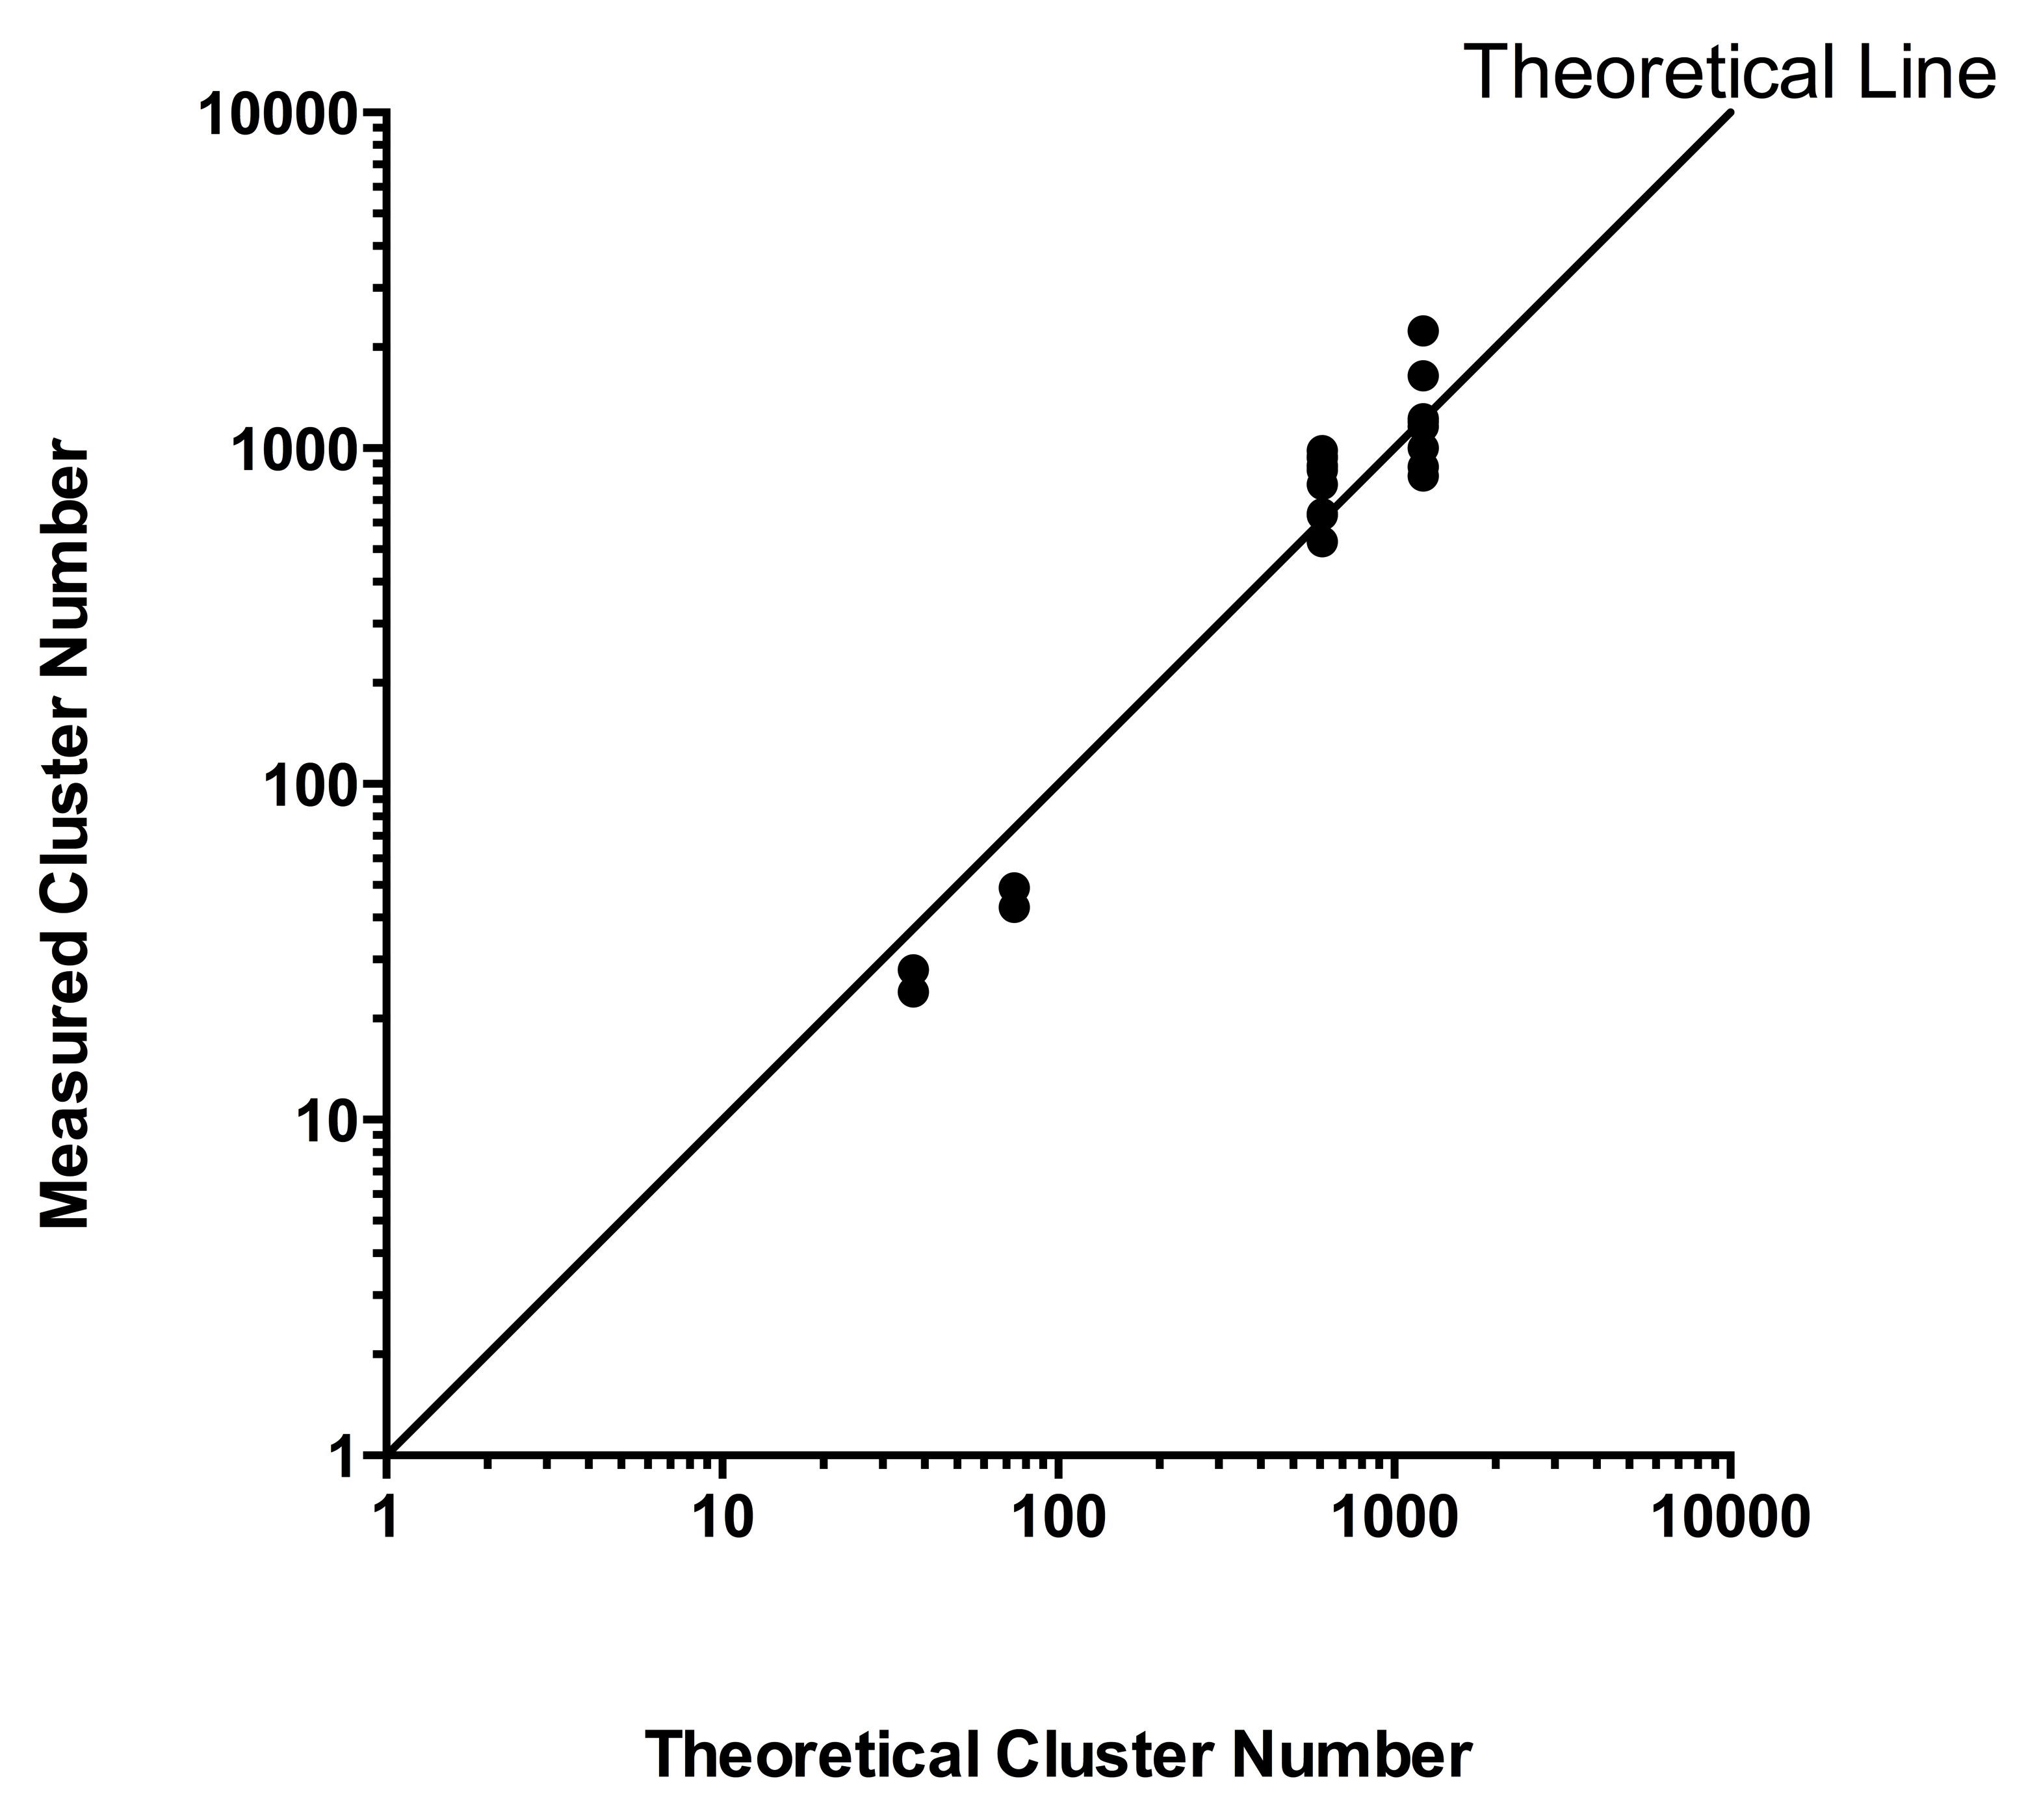 Theoretical Line
10000
1000
100
10
1
Measured Cluster Number
1 10 100 1000 10000
Theoretical Cluster Number